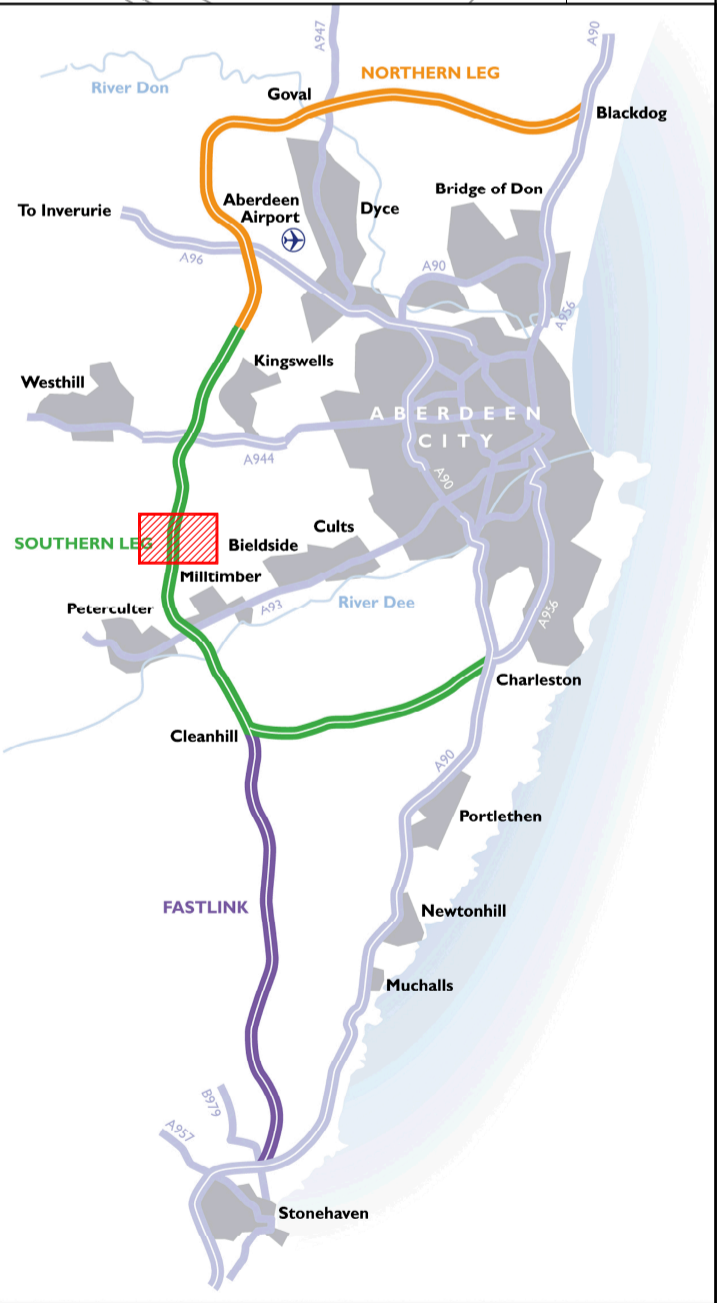 A947
A90
NORTHERN LEG
River Don
Goval
Blackdog
Bridge of Don
Aberdeen
Airport
Dyce
To Inverurie
A96
A90
A956
Kingswells
Westhill
ABERDEEN
CITY
A944
A90
Cults
SOUTHERN LEG
Bieldside
Milltimber
Peterculter
A93
River Dee
A956
Charleston
Cleanhill
A90
Portlethen
FASTLINK
Newtonhill
Muchalls
B979
A957
Stonehaven